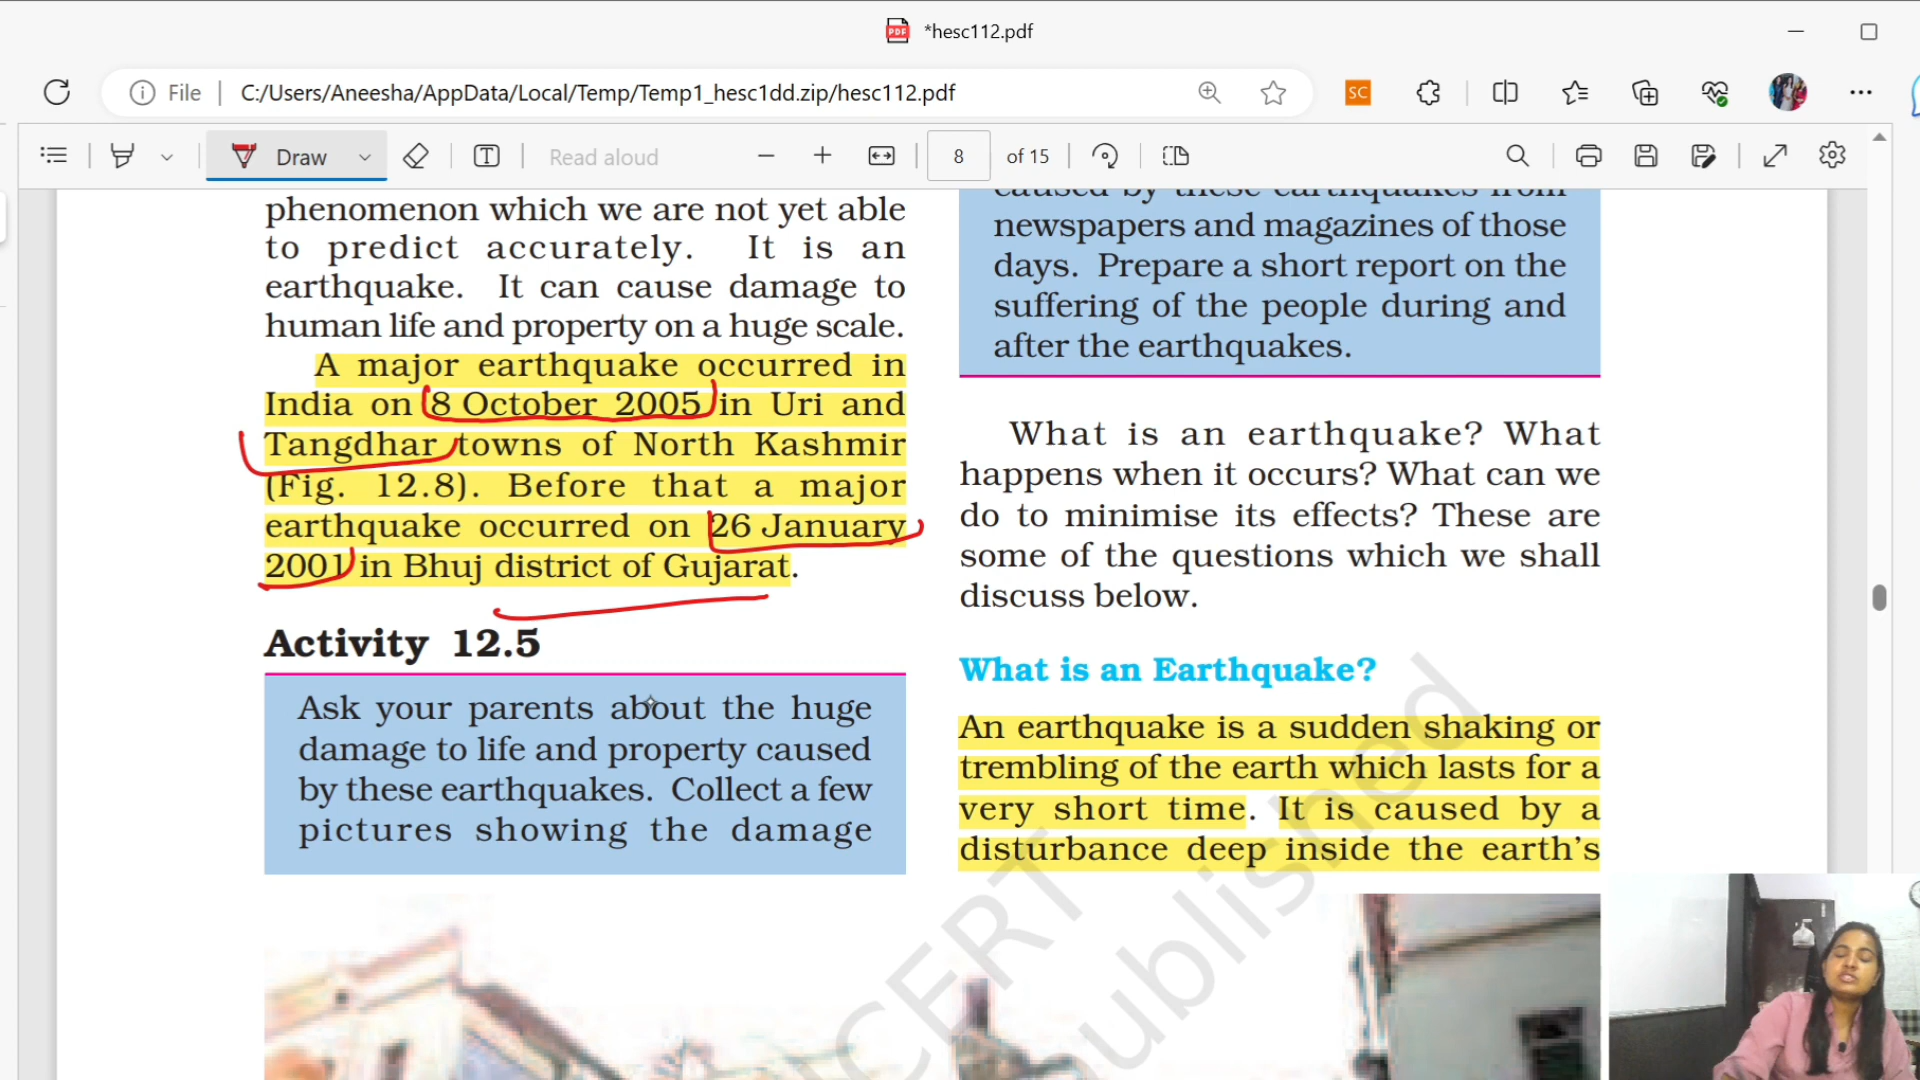 *hesc112.pdf
File
C:/Users/Aneesha/AppData/Local/Temp/Temp1_hesc1dd.zip/hesc112.pdf
SC
Draw
Read aloud
8 of 15
phenomenon which we are not yet able
to predict accurately. It is an
earthquake. It can cause damage to
human life and property on a huge scale.
A major earthquake occurred in
India on 8 October 2005 in Uri and
Tangdhar towns of North Kashmir
(Fig. 12.8). Before that a major
earthquake occurred on 26 January
2001 in Bhuj district of Gujarat.
Activity 12.5
Ask your parents about the huge
damage to life and property caused
by these earthquakes. Collect a few
pictures showing the damage
caused by these earthquakes from
newspapers and magazines of those
days. Prepare a short report on the
suffering of the people during and
after the earthquakes.
What is an earthquake? What
happens when it occurs? What can we
do to minimise its effects? These are
some of the questions which we shall
discuss below.
What is an Earthquake?
An earthquake is a sudden shaking or
trembling of the earth which lasts for a
very short time. It is caused by a
disturbance deep inside the earth's